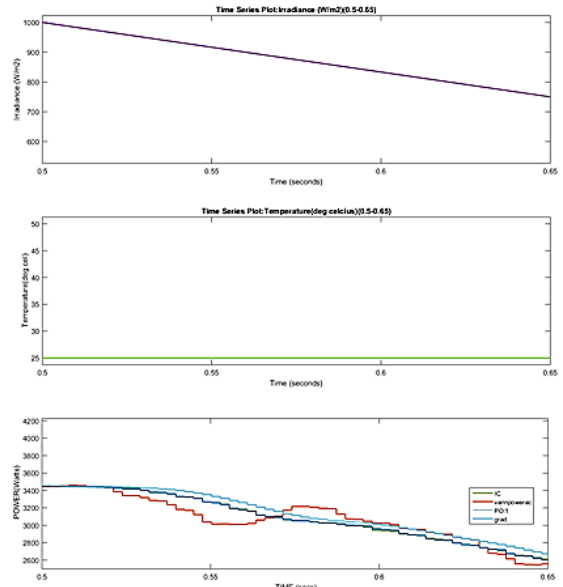 Time Series Plot:Irradiance (W/m2)(0.5-0.65)
Irradiance (W/m2)
1000
900
800
700
600
0.5
0.55
0.6
0.65
Time (seconds)
Time Series Plot:Temperature(deg celcius)(0.5-0.65)
Temperature(deg cel)
50
45
40
35
30
25
0.5
0.55
0.6
0.65
Time (seconds)
POWER(Watts)
4200
4000
3800
3600
3400
3200
3000
2800
2600
0.5
0.55
0.6
0.65
IC
PO1
grad
TIME (secs)